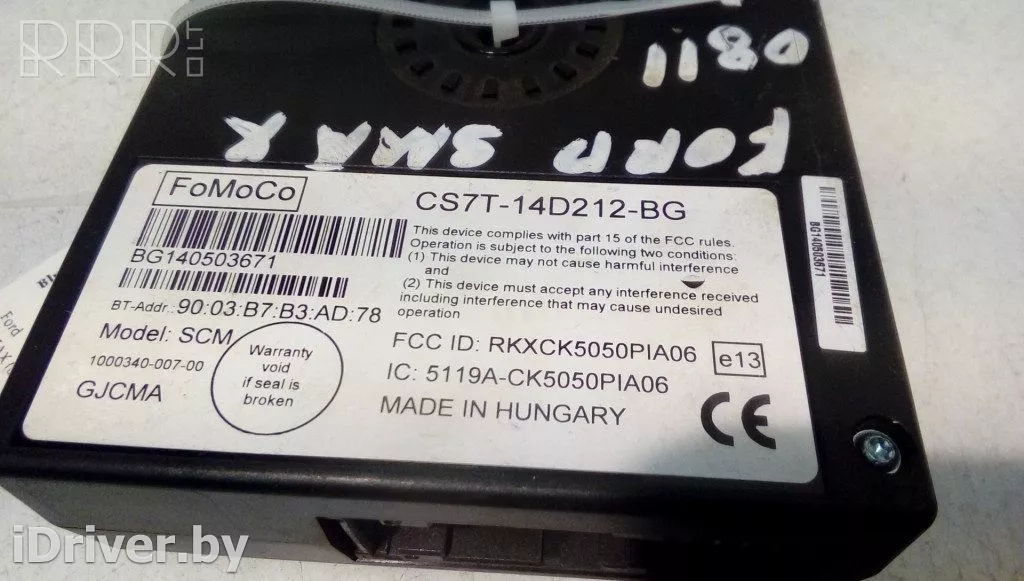 RRR.LT
0811
FORD SMAX
FoMoCo
BG140503671
BT-Addr.: 90:03:B7:B3:AD:78
Model: SCM
1000340-007-00
GJCMA
Warranty
void
if seal is
broken
CS7T-14D212-BG
This device complies with part 15 of the FCC rules.
Operation is subject to the following two conditions:
(1) This device may not cause harmful interference
and
(2) This device must accept any interference received
including interference that may cause undesired
operation
FCC ID: RKXCK5050PIA06
e13
IC: 5119A-CK5050PIA06
MADE IN HUNGARY
CE
BG140503671
Ford
iDriver.by